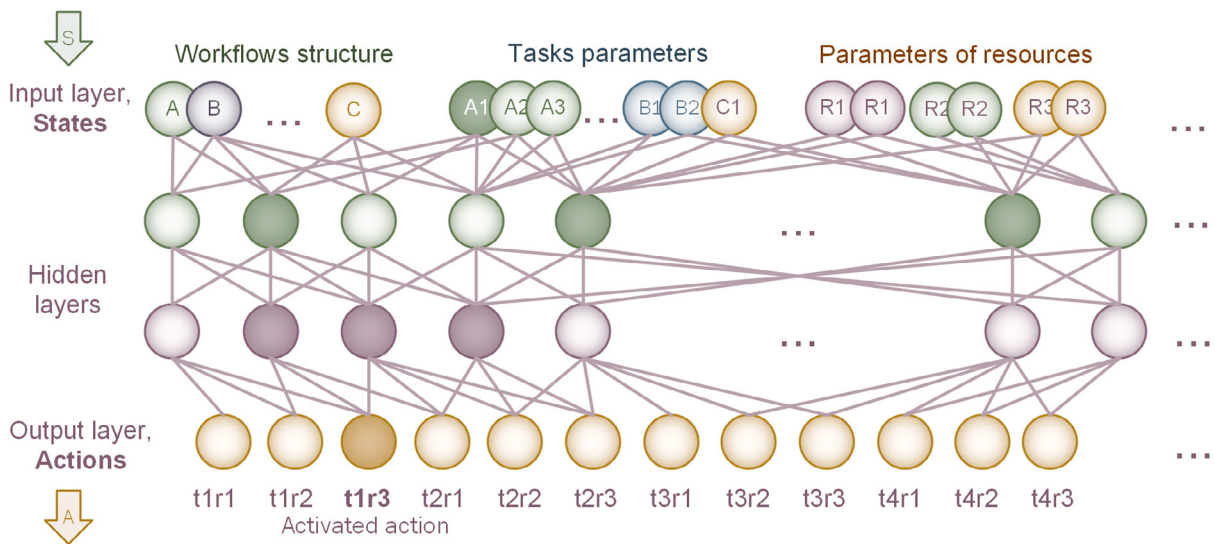 S
Workflows structure
Tasks parameters
Parameters of resources
Input layer,
States
A B ... C A1 A2 A3 ... B1 B2 C1 R1 R1 R2 R2 R3 R3 ...
... ...
Hidden
layers
... ...
Output layer,
Actions
...
t1r1 t1r2 t1r3 t2r1 t2r2 t2r3 t3r1 t3r2 t3r3 t4r1 t4r2 t4r3
Activated action
A